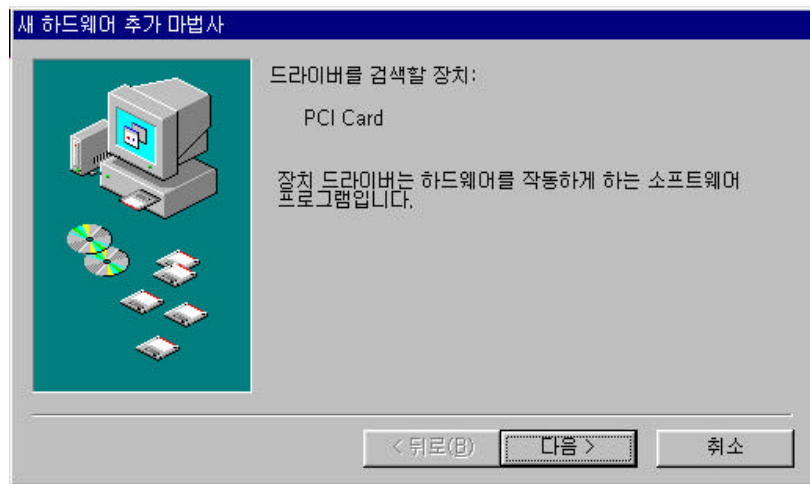 새 하드웨어 추가 마법사
드라이버를 검색할 장치:
PCI Card
장치 드라이버는 하드웨어를 작동하게 하는 소프트웨어
프로그램입니다.
< 뒤로(B)
다음 >
취소